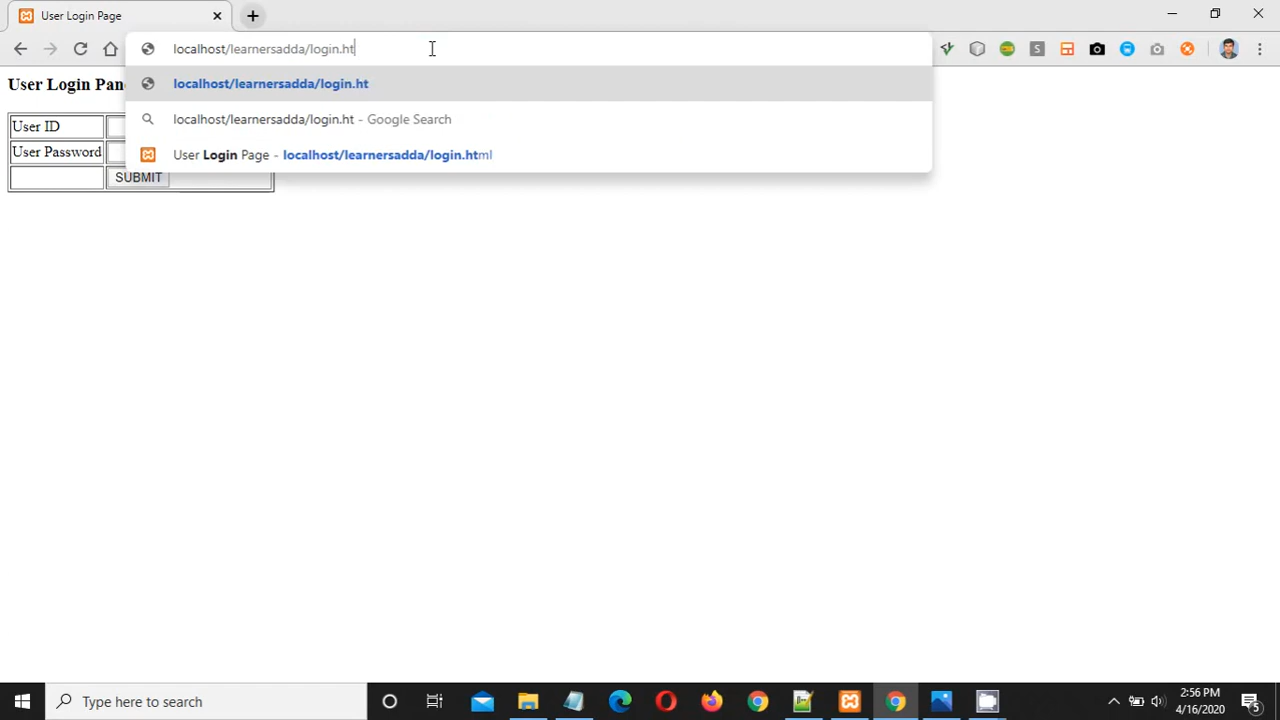 User Login Page
localhost/learnersadda/login.ht
localhost/learnersadda/login.ht
localhost/learnersadda/login.ht - Google Search
User Login Page - localhost/learnersadda/login.html
User Login Pan
User ID
User Password
SUBMIT
Type here to search
2:56 PM
4/16/2020
5